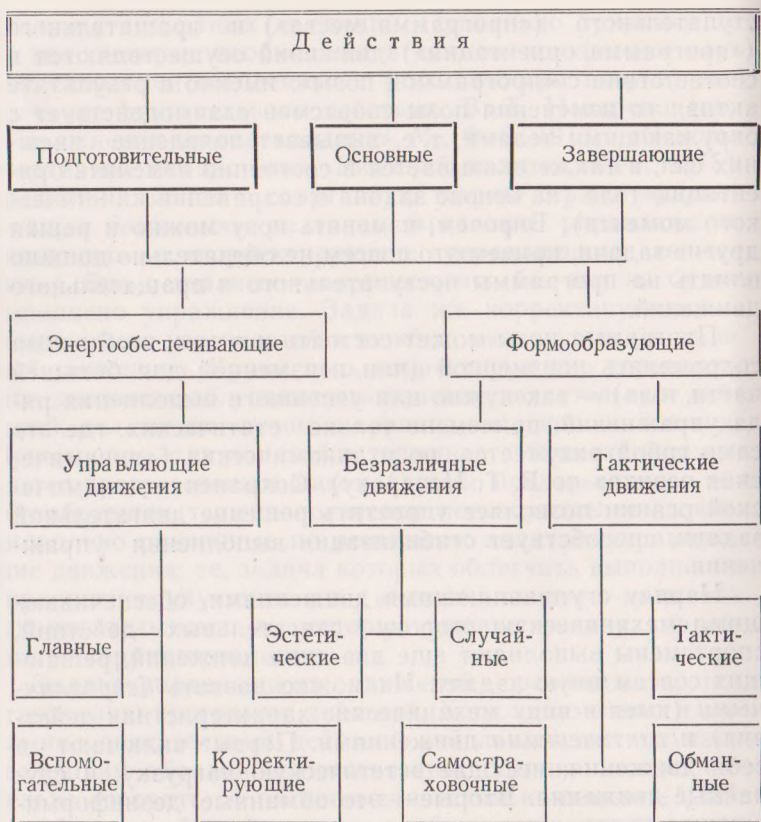 Действия
Подготовительные
Основные
Завершающие
Энергообеспечивающие
Формообразующие
Управляющие
движения
Безразличные
движения
Тактические
движения
Главные
Эстети-
ческие
Случай-
ные
Такти-
ческие
Вспомо-
гательные
Корректи-
рующие
Самостра-
ховочные
Обман-
ные